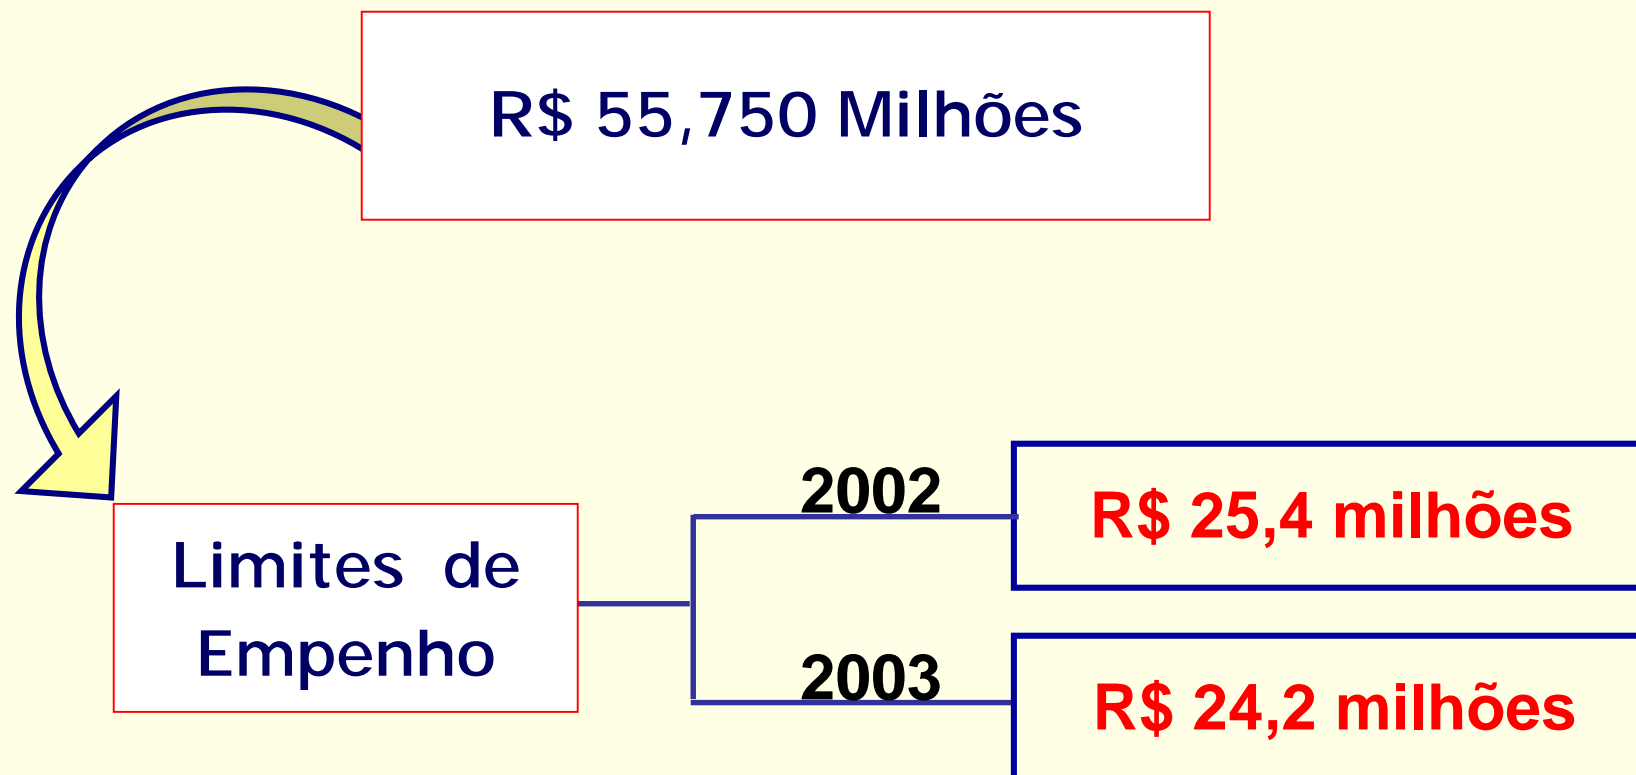 R$ 55,750 Milhões
2002
R$ 25,4 milhões
Limites de
Empenho
2003
R$ 24,2 milhões